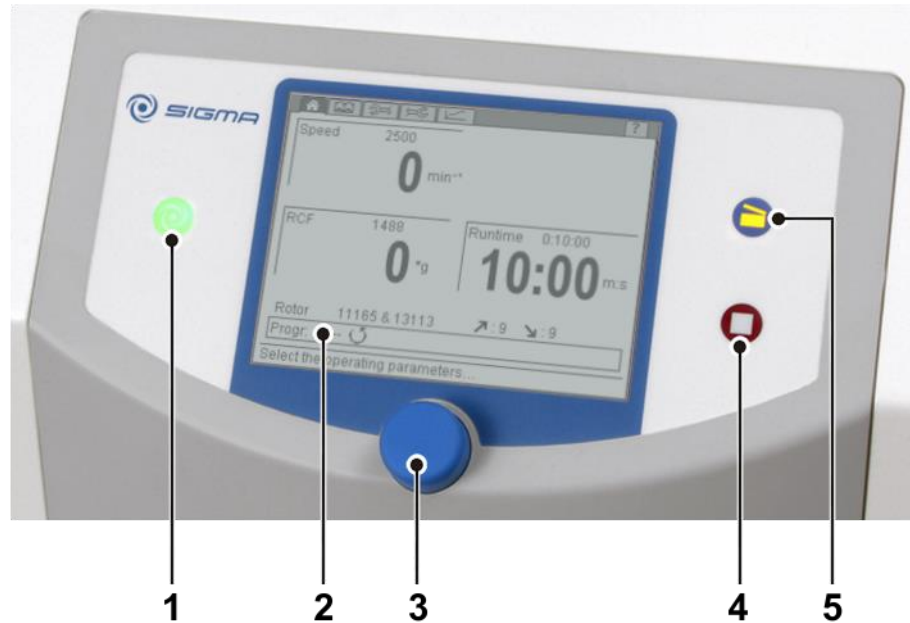 SIGMA
?
Speed 2500
0 min⁻¹
RCF 1488
0 *g
Runtime 0:10:00
10:00 m:s
Rotor 11165 & 13113 ↗: 9 ↘: 9
Progr. --
Select the operating parameters...
1 2 3 4 5